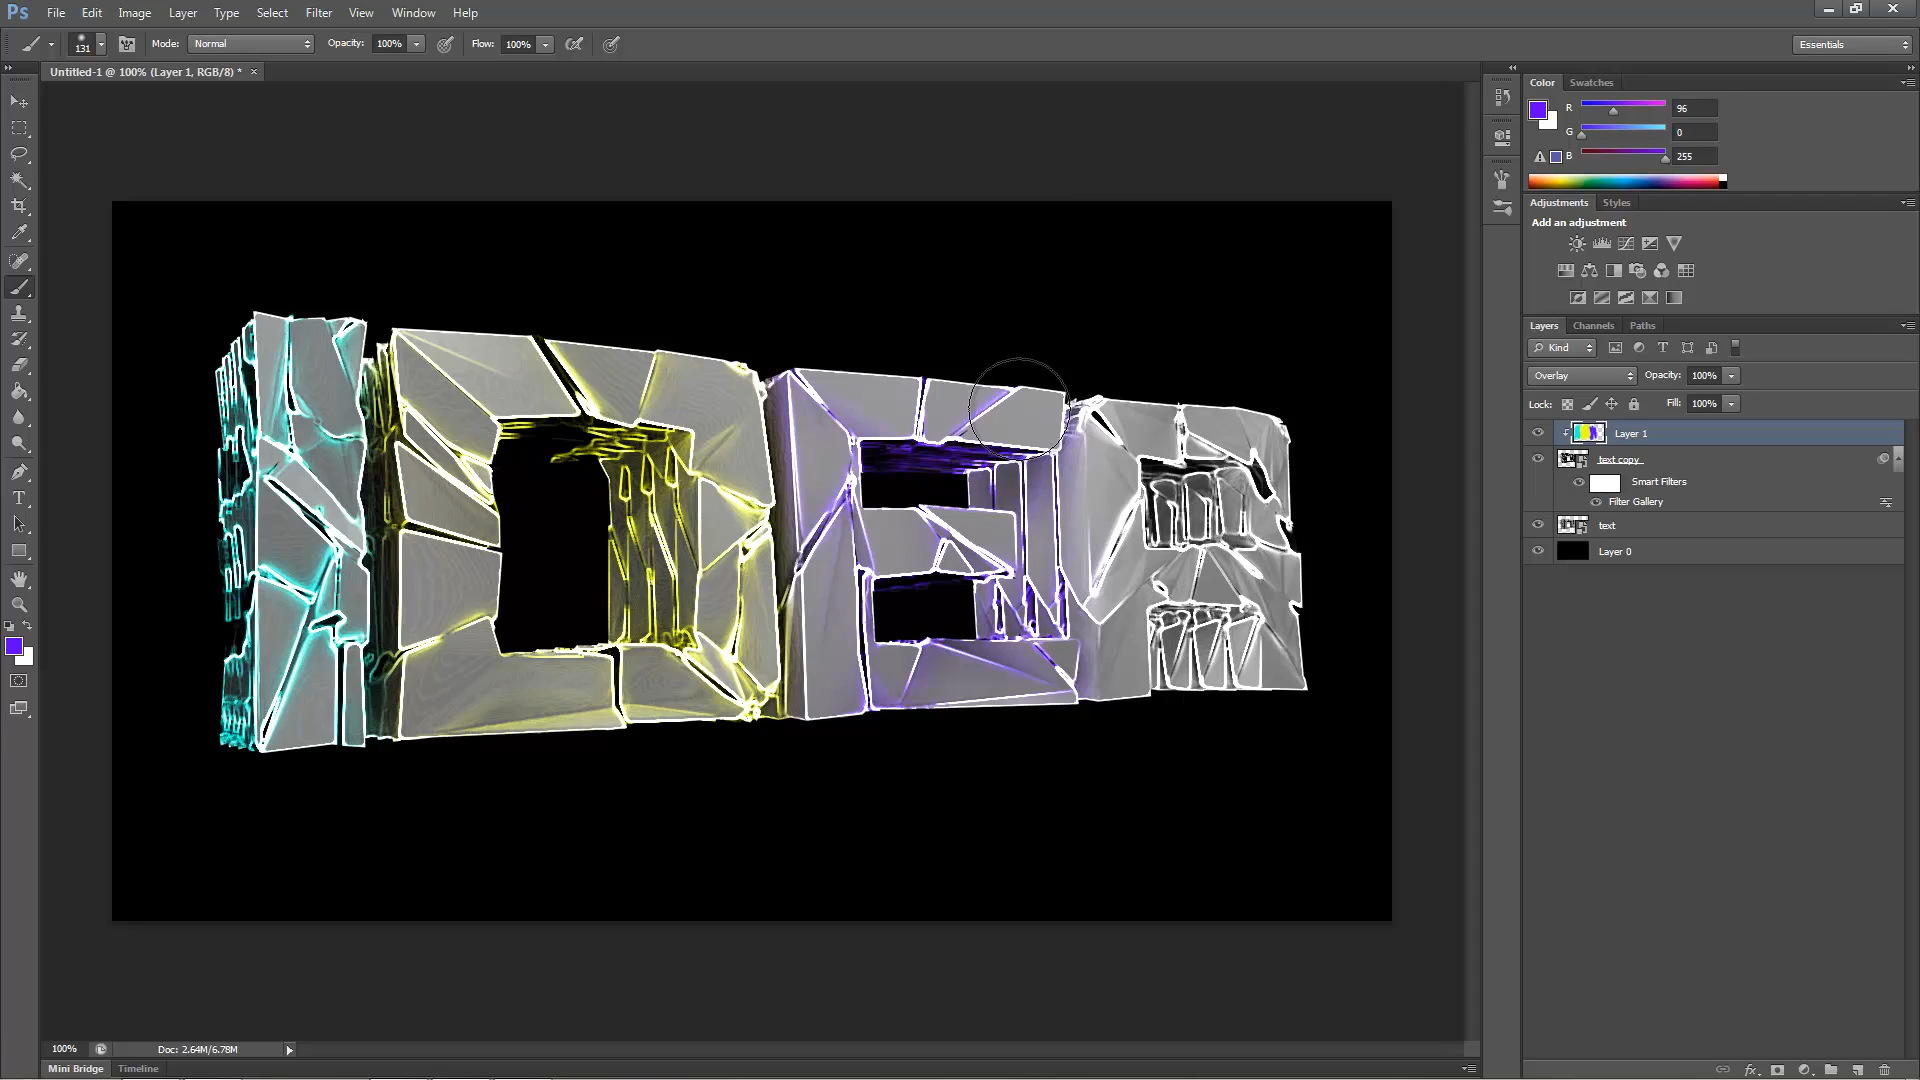 Ps File Edit Image Layer Type Select Filter View Window Help
131 Mode: Normal Opacity: 100% Flow: 100% Essentials
Untitled-1 @ 100% (Layer 1, RGB/8) * ×
Color Swatches
R 96
G 0
B 255
Adjustments Styles
Add an adjustment
Layers Channels Paths
Kind
Overlay Opacity: 100%
Lock: Fill: 100%
Layer 1
text copy
Smart Filters
Filter Gallery
text
Layer 0
100% Doc: 2.64M/6.78M
Mini Bridge Timeline